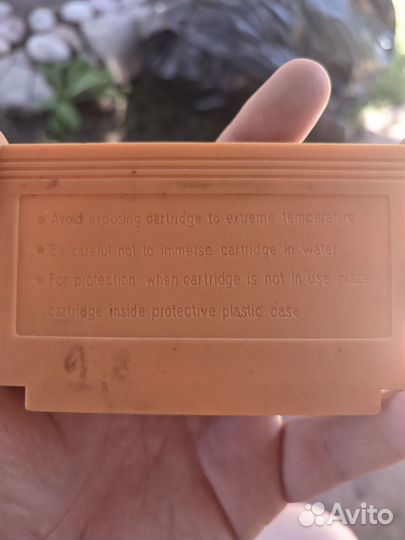 • Avoid exposing cartridge to extreme temperature
• Be careful not to immerse cartridge in water
• For protection when cartridge is not in use place
cartridge inside protective plastic case
Avito